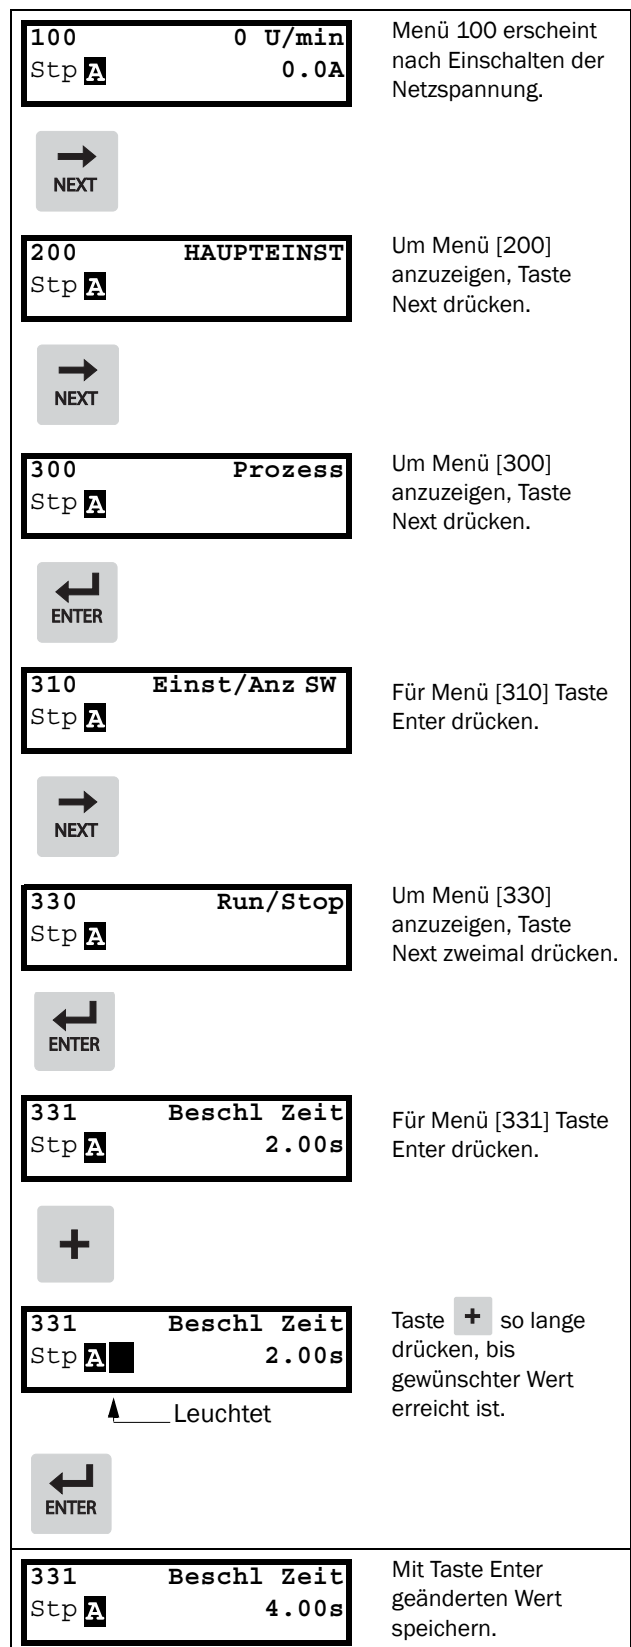 100 0 U/min
Stp A 0.0A
Menü 100 erscheint
nach Einschalten der
Netzspannung.
NEXT
200 HAUPTEINST
Stp A
Um Menü [200]
anzuzeigen, Taste
Next drücken.
NEXT
300 Prozess
Stp A
Um Menü [300]
anzuzeigen, Taste
Next drücken.
ENTER
310 Einst/Anz SW
Stp A
Für Menü [310] Taste
Enter drücken.
NEXT
330 Run/Stop
Stp A
Um Menü [330]
anzuzeigen, Taste
Next zweimal drücken.
ENTER
331 Beschl Zeit
Stp A 2.00s
Für Menü [331] Taste
Enter drücken.
+
331 Beschl Zeit
Stp A 2.00s
Leuchtet
Taste + so lange
drücken, bis
gewünschter Wert
erreicht ist.
ENTER
331 Beschl Zeit
Stp A 4.00s
Mit Taste Enter
geänderten Wert
speichern.